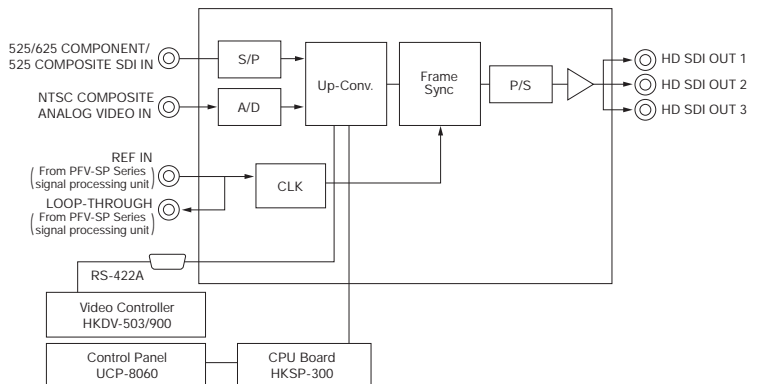 525/625 COMPONENT/
525 COMPOSITE SDI IN
S/P
Up-Conv.
Frame
Sync
P/S
HD SDI OUT 1
HD SDI OUT 2
HD SDI OUT 3
NTSC COMPOSITE
ANALOG VIDEO IN
A/D
REF IN
(From PFV-SP Series
signal processing unit)
CLK
LOOP-THROUGH
(From PFV-SP Series
signal processing unit)
RS-422A
Video Controller
HKDV-503/900
Control Panel
UCP-8060
CPU Board
HKSP-300